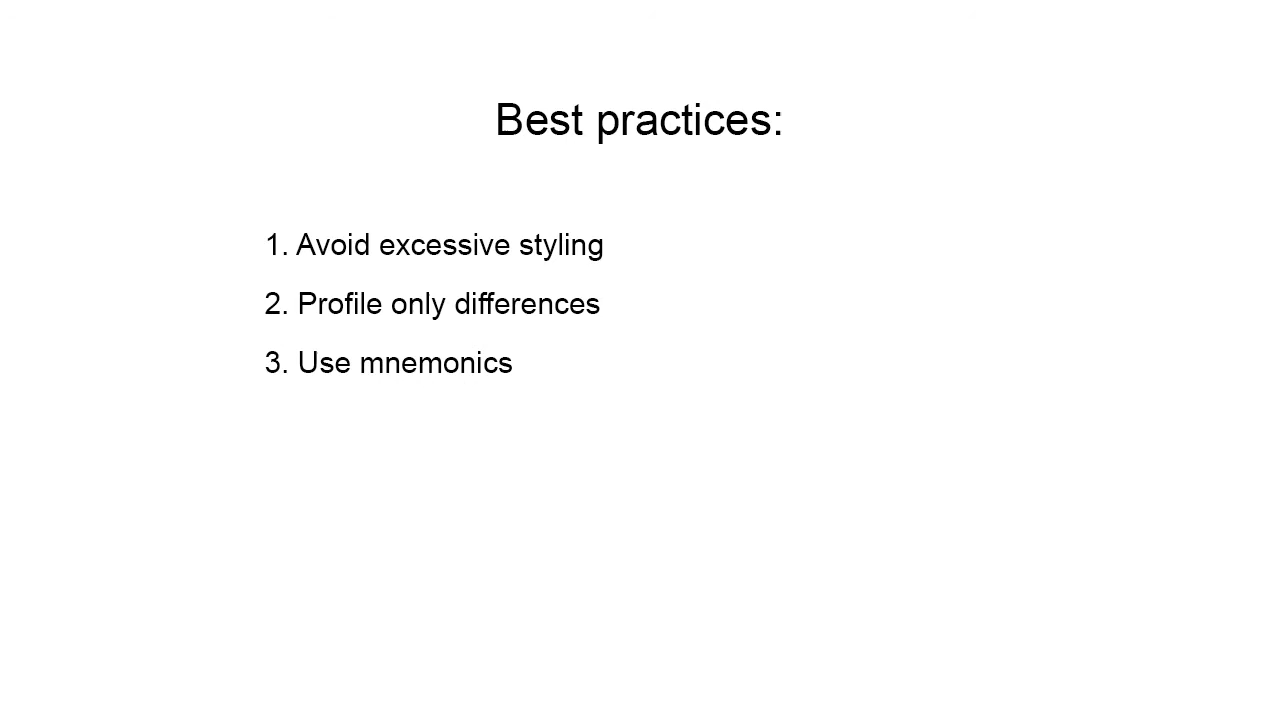 Best practices:
1. Avoid excessive styling
2. Profile only differences
3. Use mnemonics